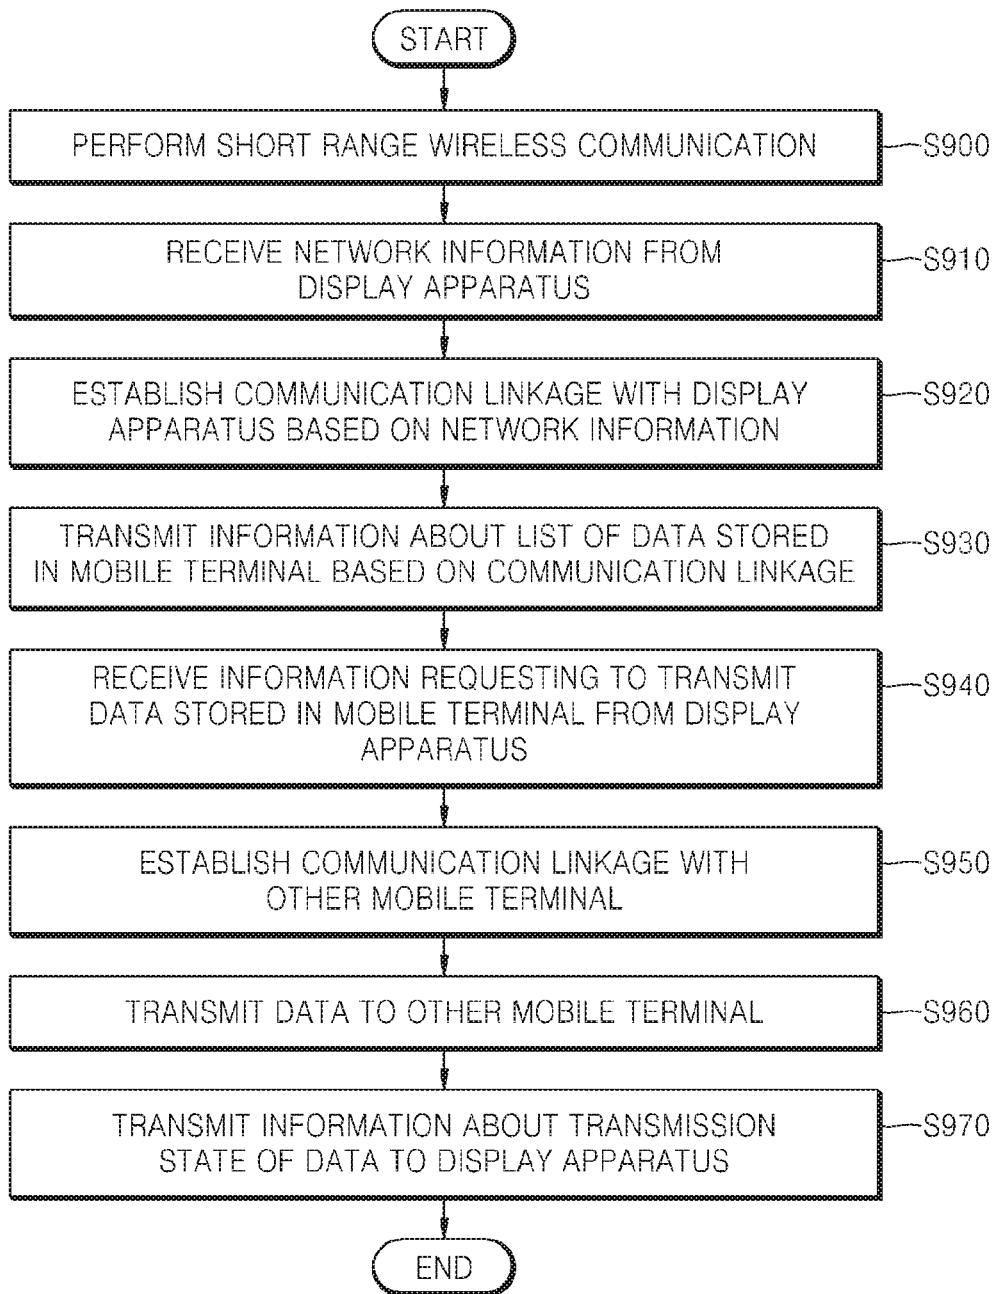 START
PERFORM SHORT RANGE WIRELESS COMMUNICATION
S900
RECEIVE NETWORK INFORMATION FROM
DISPLAY APPARATUS
S910
ESTABLISH COMMUNICATION LINKAGE WITH DISPLAY
APPARATUS BASED ON NETWORK INFORMATION
S920
TRANSMIT INFORMATION ABOUT LIST OF DATA STORED
IN MOBILE TERMINAL BASED ON COMMUNICATION LINKAGE
S930
RECEIVE INFORMATION REQUESTING TO TRANSMIT
DATA STORED IN MOBILE TERMINAL FROM DISPLAY
APPARATUS
S940
ESTABLISH COMMUNICATION LINKAGE WITH
OTHER MOBILE TERMINAL
S950
TRANSMIT DATA TO OTHER MOBILE TERMINAL
S960
TRANSMIT INFORMATION ABOUT TRANSMISSION
STATE OF DATA TO DISPLAY APPARATUS
S970
END